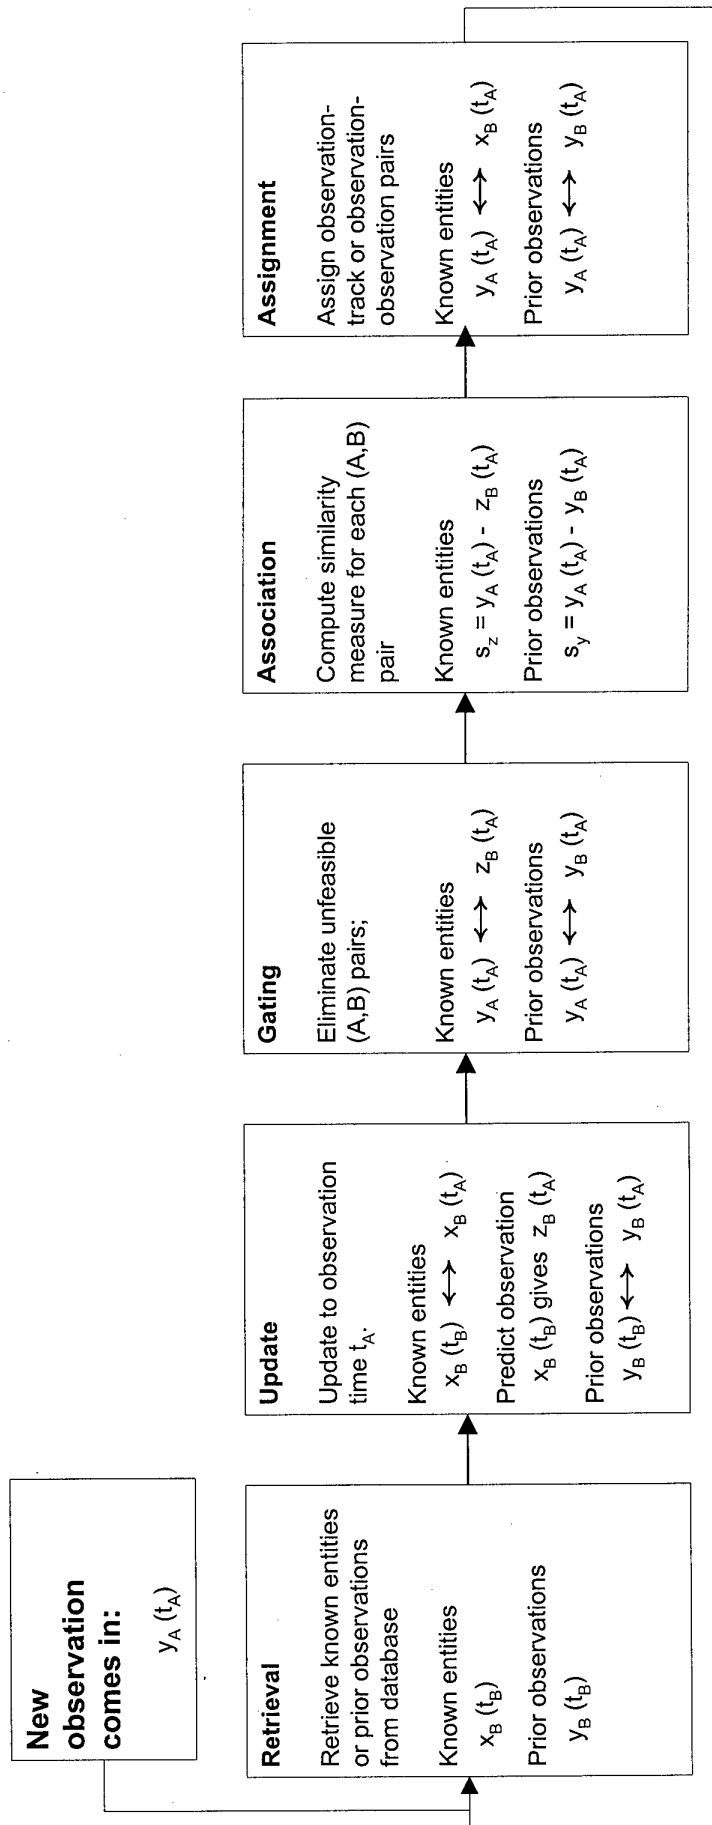 New
observation
comes in:
y_A (t_A)
Retrieval
Retrieve known entities
or prior observations
from database
Known entities
x_B (t_B)
Prior observations
y_B (t_B)
Update
Update to observation
time t_A.
Known entities
x_B (t_B) ⟷ x_B (t_A)
Predict observation
x_B (t_B) gives z_B (t_A)
Prior observations
y_B (t_B) ⟷ y_B (t_A)
Gating
Eliminate unfeasible
(A,B) pairs;
Known entities
y_A (t_A) ⟷ z_B (t_A)
Prior observations
y_A (t_A) ⟷ y_B (t_A)
Association
Compute similarity
measure for each (A,B)
pair
Known entities
s_z = y_A (t_A) - z_B (t_A)
Prior observations
s_y = y_A (t_A) - y_B (t_A)
Assignment
Assign observation-
track or observation-
observation pairs
Known entities
y_A (t_A) ⟷ x_B (t_A)
Prior observations
y_A (t_A) ⟷ y_B (t_A)